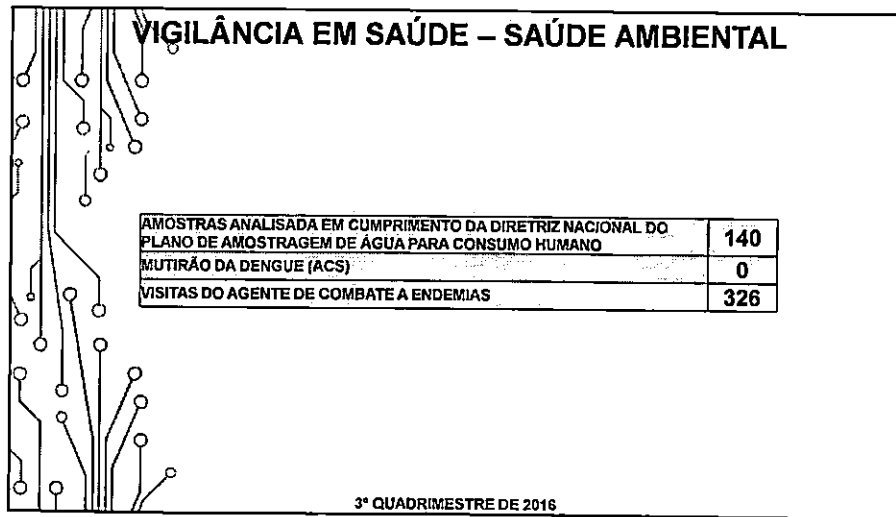 VIGILÂNCIA EM SAÚDE – SAÚDE AMBIENTAL
AMOSTRAS ANALISADA EM CUMPRIMENTO DA DIRETRIZ NACIONAL DO
PLANO DE AMOSTRAGEM DE ÁGUA PARA CONSUMO HUMANO 140
MUTIRÃO DA DENGUE (ACS) 0
VISITAS DO AGENTE DE COMBATE A ENDEMIAS 326
3º QUADRIMESTRE DE 2016